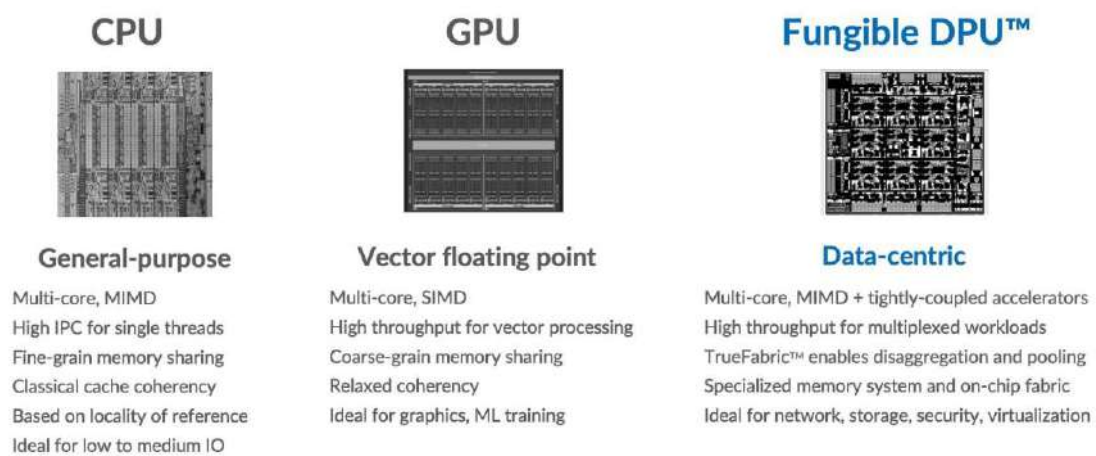 CPU
General-purpose
Multi-core, MIMD
High IPC for single threads
Fine-grain memory sharing
Classical cache coherency
Based on locality of reference
Ideal for low to medium IO
GPU
Vector floating point
Multi-core, SIMD
High throughput for vector processing
Coarse-grain memory sharing
Relaxed coherency
Ideal for graphics, ML training
Fungible DPU™
Data-centric
Multi-core, MIMD + tightly-coupled accelerators
High throughput for multiplexed workloads
TrueFabric™ enables disaggregation and pooling
Specialized memory system and on-chip fabric
Ideal for network, storage, security, virtualization